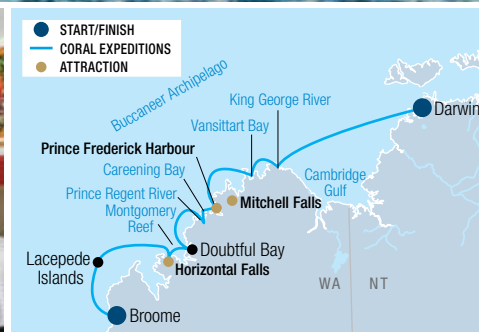 START/FINISH
CORAL EXPEDITIONS
ATTRACTION
Buccaneer Archipelago
King George River
Darwin
Vansittart Bay
Prince Frederick Harbour
Careening Bay
Cambridge
Gulf
Prince Regent River
Mitchell Falls
Montgomery
Reef
Doubtful Bay
Lacepede
Islands
Horizontal Falls
WA
NT
Broome